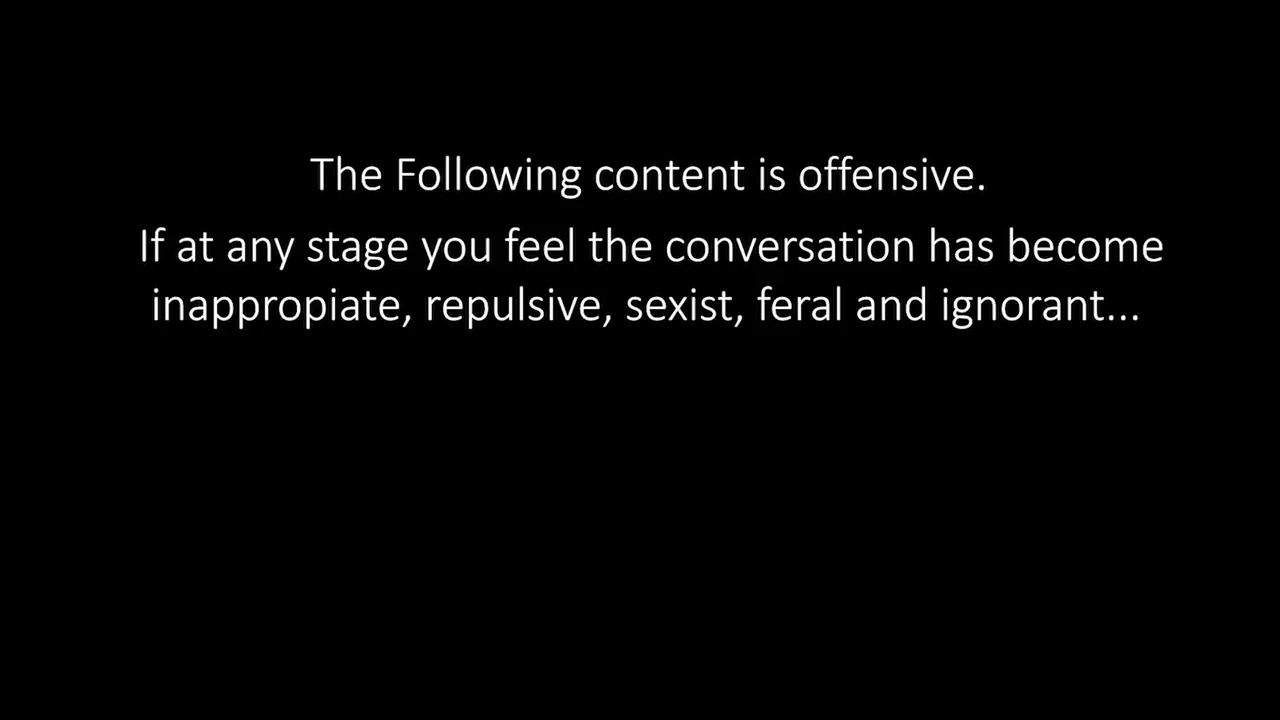 The Following content is offensive.
If at any stage you feel the conversation has become
inappropiate, repulsive, sexist, feral and ignorant...